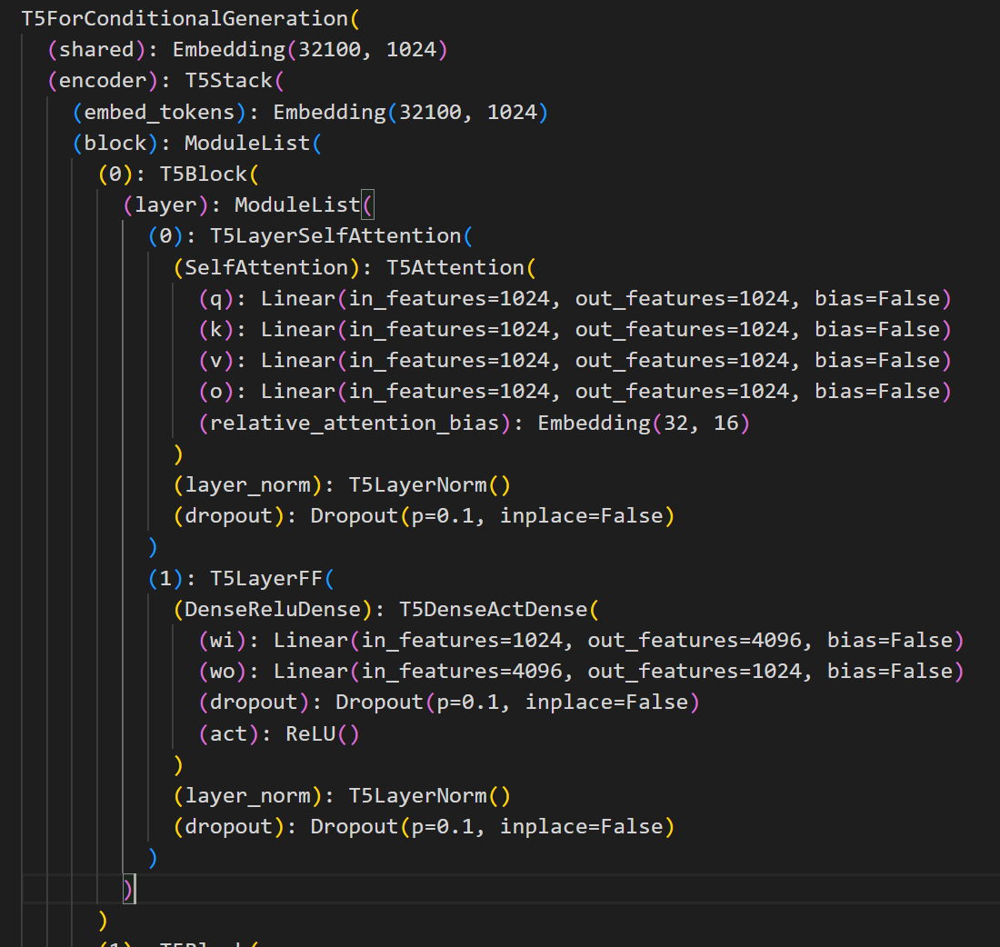 T5ForConditionalGeneration(
(shared): Embedding(32100, 1024)
(encoder): T5Stack(
(embed_tokens): Embedding(32100, 1024)
(block): ModuleList(
(0): T5Block(
(layer): ModuleList(
(0): T5LayerSelfAttention(
(SelfAttention): T5Attention(
(q): Linear(in_features=1024, out_features=1024, bias=False)
(k): Linear(in_features=1024, out_features=1024, bias=False)
(v): Linear(in_features=1024, out_features=1024, bias=False)
(o): Linear(in_features=1024, out_features=1024, bias=False)
(relative_attention_bias): Embedding(32, 16)
)
(layer_norm): T5LayerNorm()
(dropout): Dropout(p=0.1, inplace=False)
)
(1): T5LayerFF(
(DenseReluDense): T5DenseActDense(
(wi): Linear(in_features=1024, out_features=4096, bias=False)
(wo): Linear(in_features=4096, out_features=1024, bias=False)
(dropout): Dropout(p=0.1, inplace=False)
(act): ReLU()
)
(layer_norm): T5LayerNorm()
(dropout): Dropout(p=0.1, inplace=False)
)
)
)